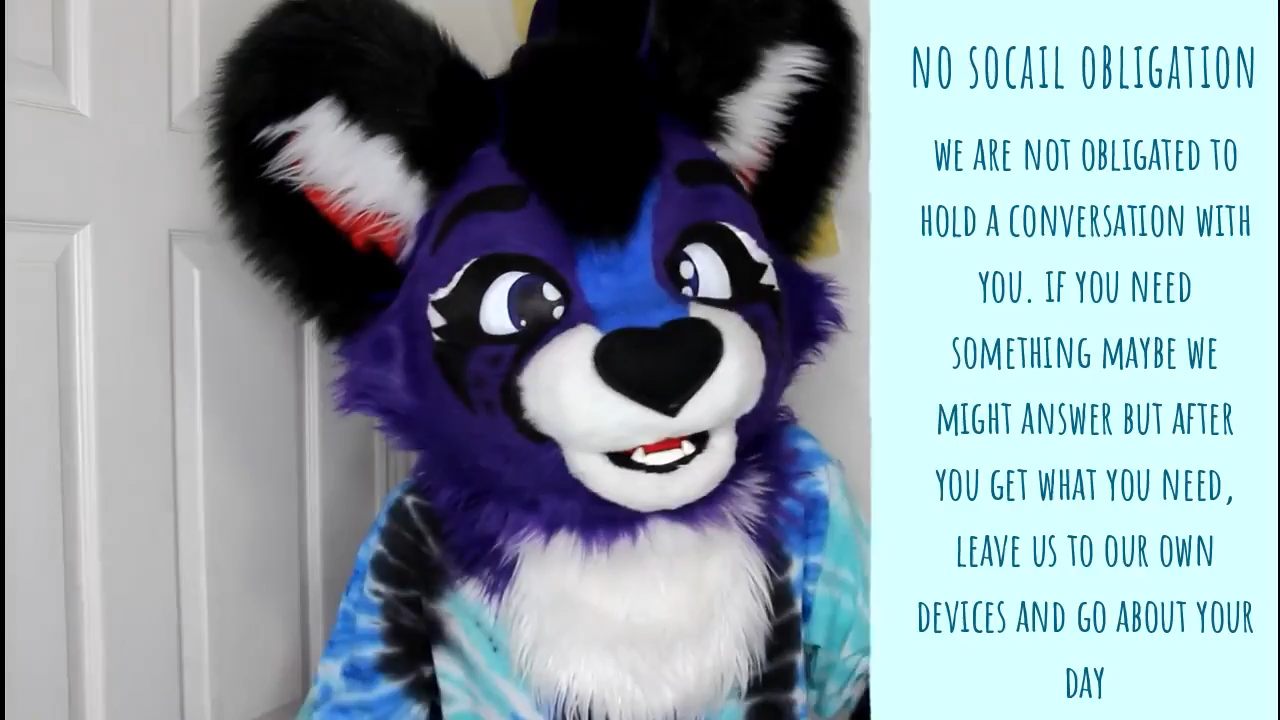 NO SOCAIL OBLIGATION
WE ARE NOT OBLIGATED TO
HOLD A CONVERSATION WITH
YOU. IF YOU NEED
SOMETHING MAYBE WE
MIGHT ANSWER BUT AFTER
YOU GET WHAT YOU NEED,
LEAVE US TO OUR OWN
DEVICES AND GO ABOUT YOUR
DAY